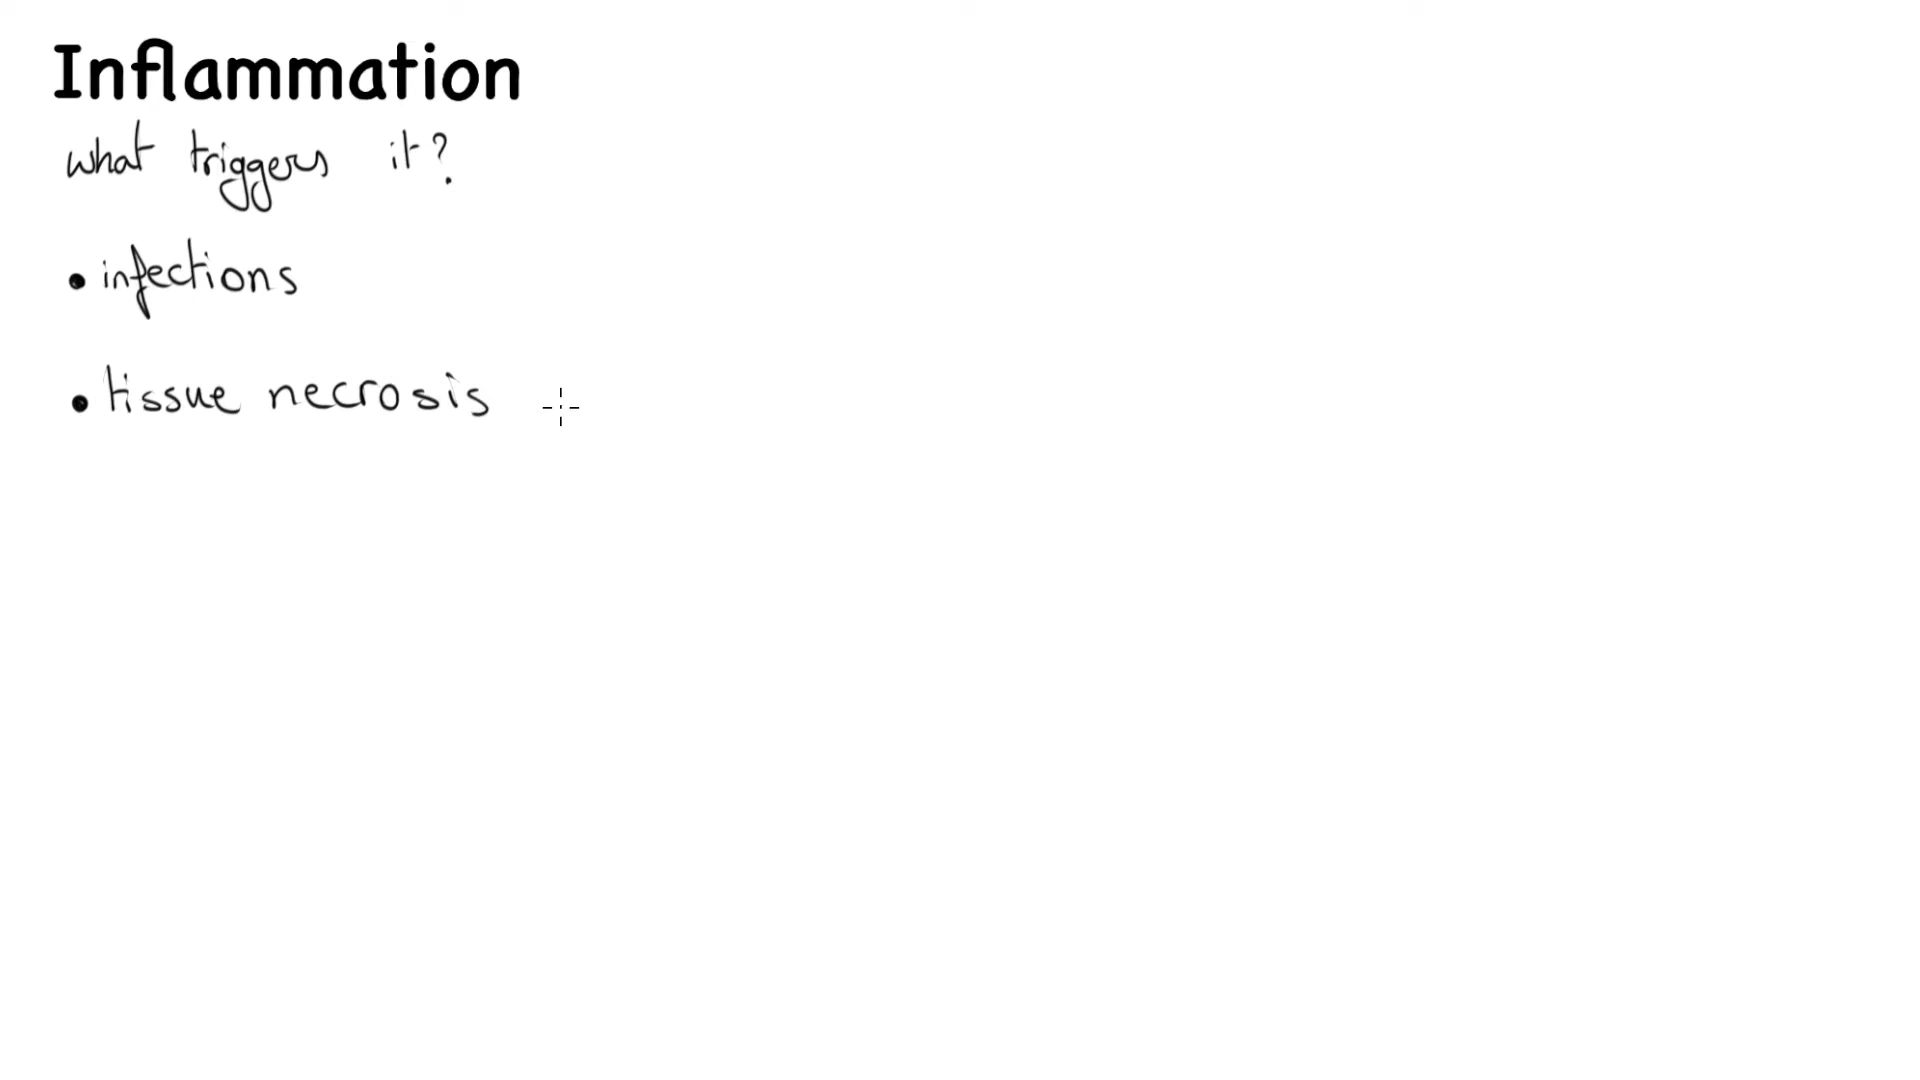 Inflammation
what triggers it?
• infections
• tissue necrosis